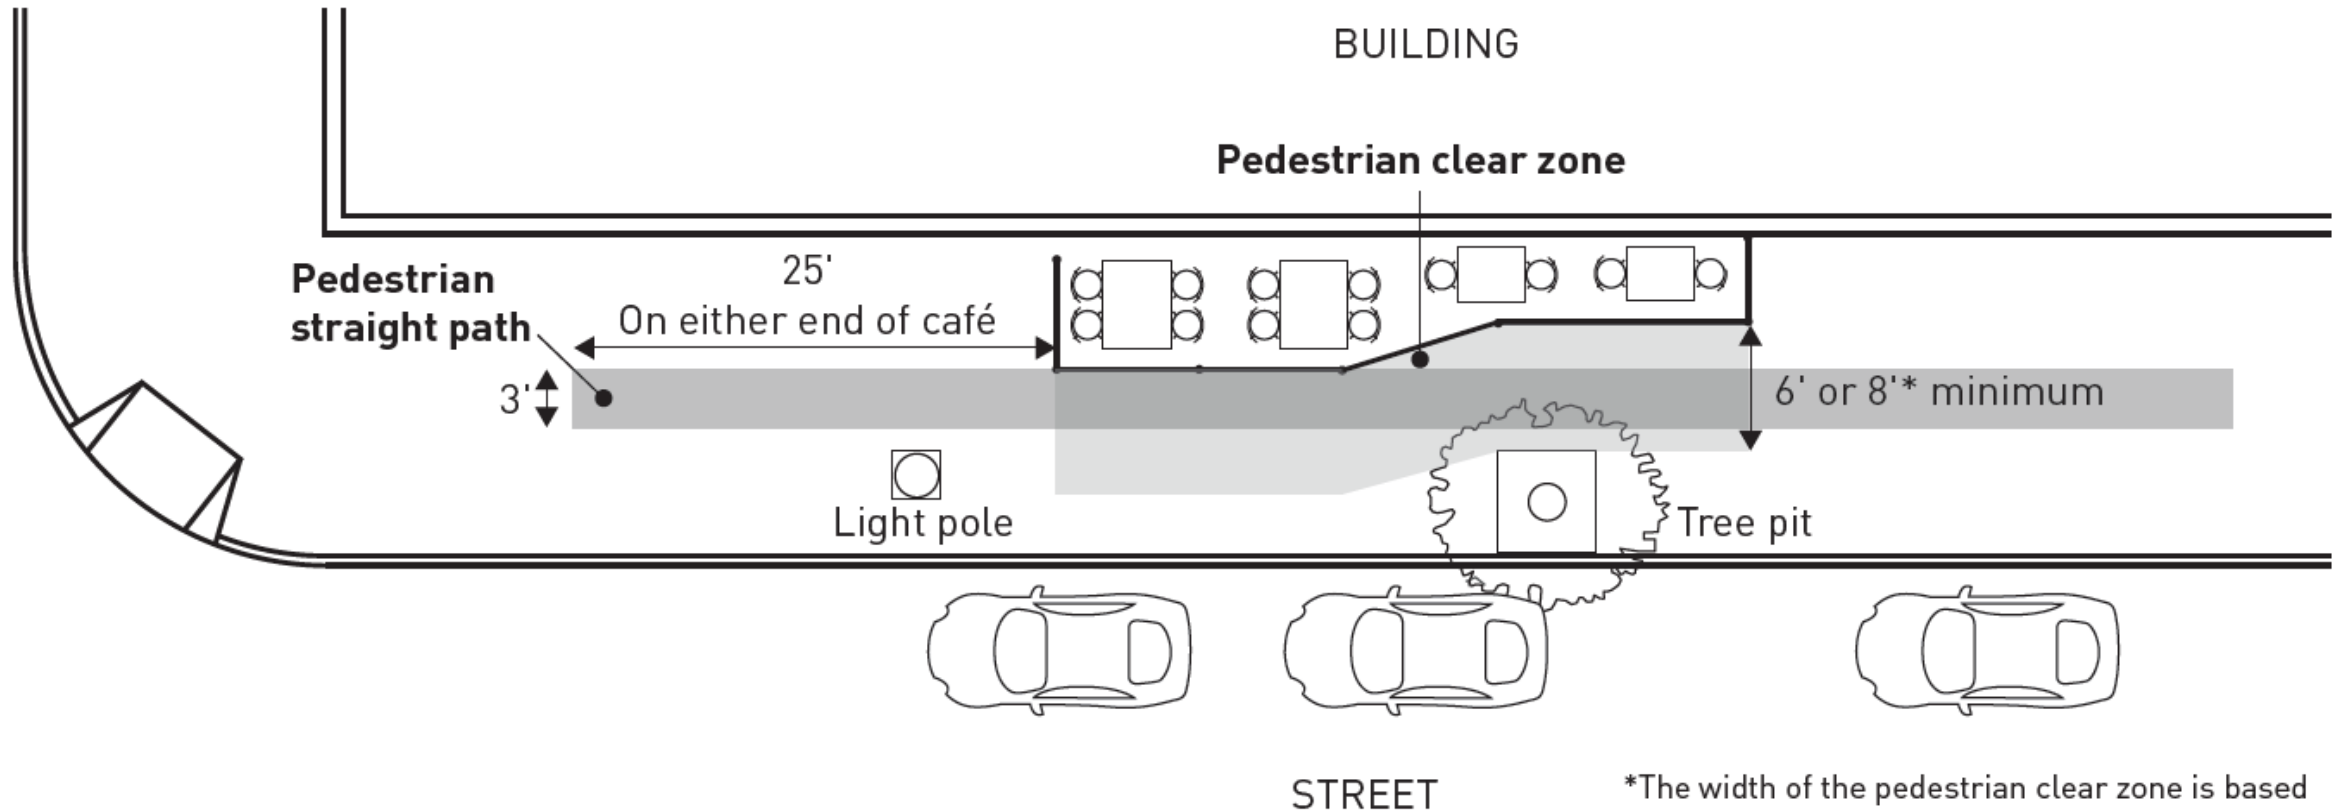 BUILDING
Pedestrian clear zone
Pedestrian
straight path
25'
On either end of café
3'
6' or 8'* minimum
Light pole
Tree pit
STREET
*The width of the pedestrian clear zone is based